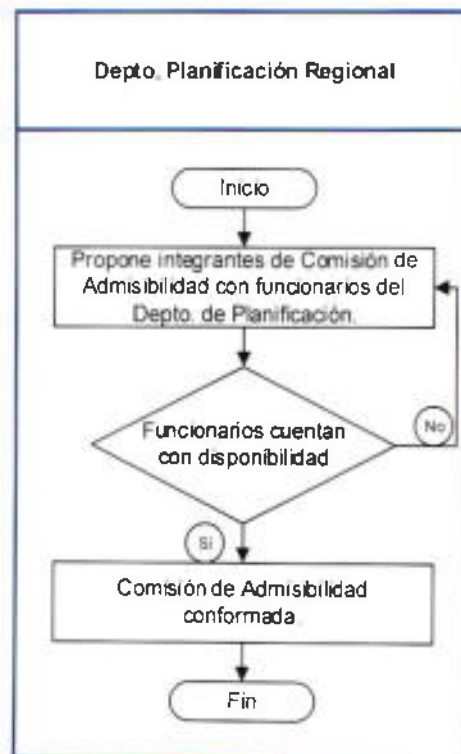 Depto. Planificación Regional
Inicio
Propone integrantes de Comisión de
Admisibilidad con funcionarios del
Depto. de Planificación.
Funcionarios cuentan
con disponibilidad
No
Si
Comisión de Admisibilidad
conformada
Fin